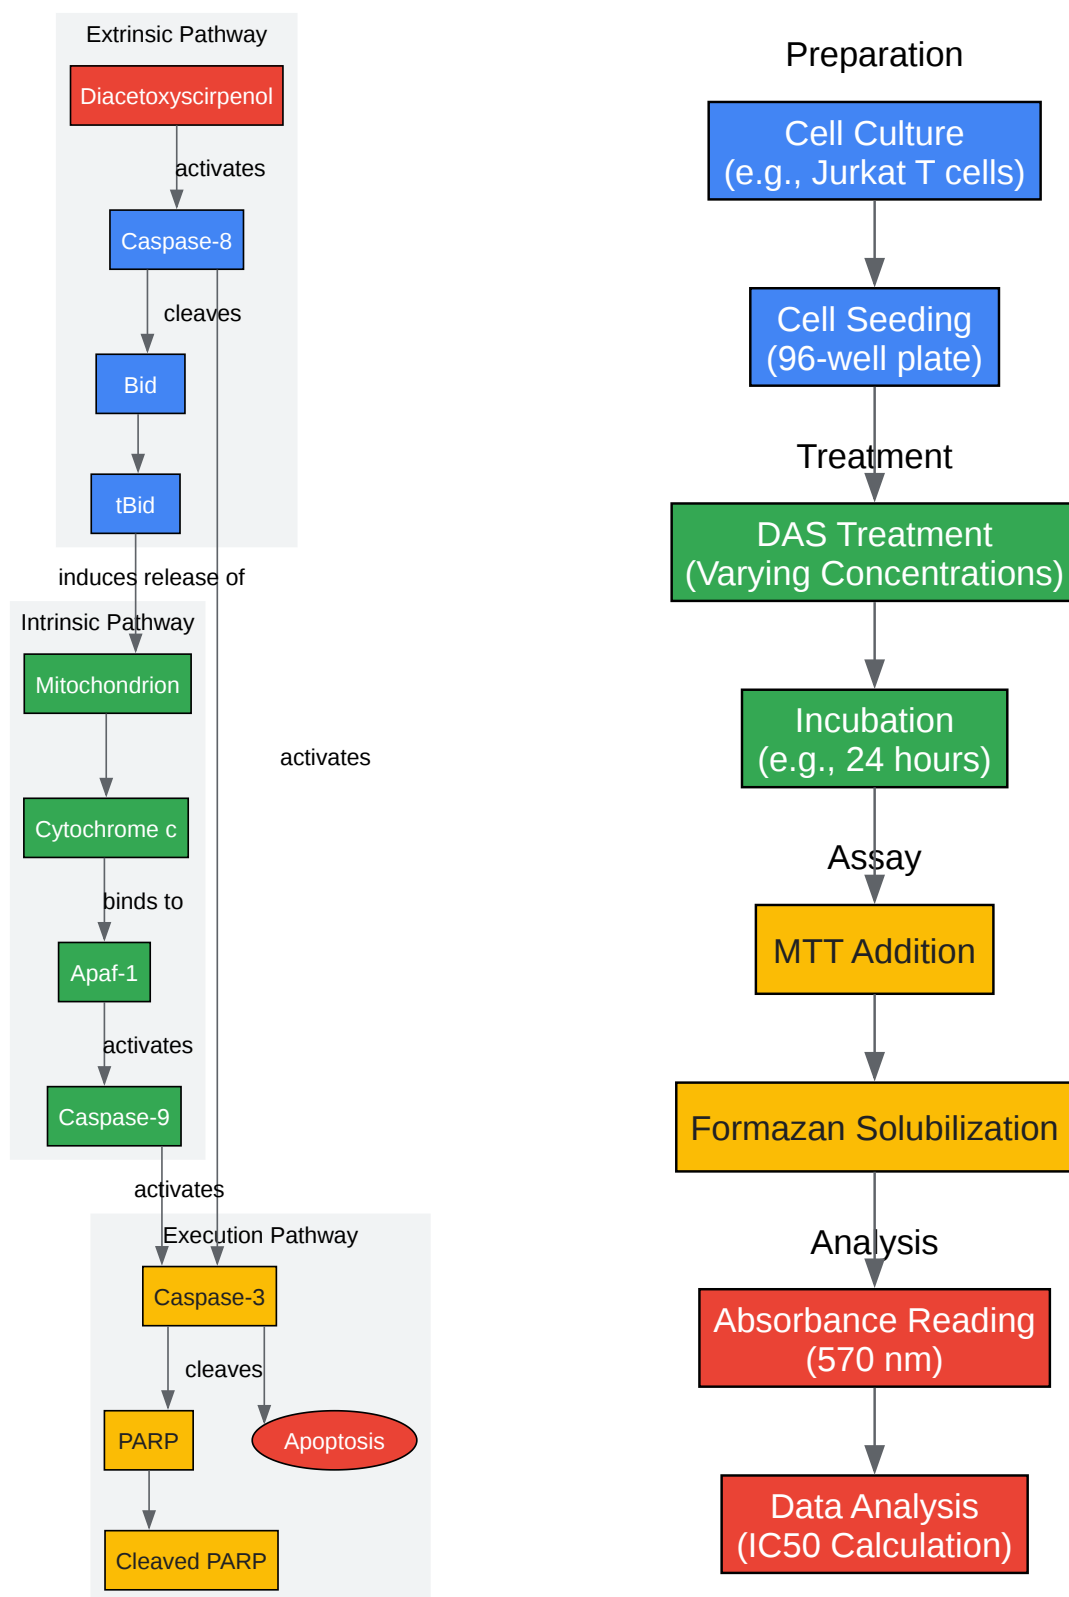 Extrinsic Pathway
Diacetoxyscirpenol
activates
Caspase-8
cleaves
Bid
tBid
induces release of
Intrinsic Pathway
Mitochondrion
activates
Cytochrome c
binds to
Apaf-1
activates
Caspase-9
activates
Execution Pathway
Caspase-3
cleaves
PARP
Apoptosis
Cleaved PARP
Preparation
Cell Culture
(e.g., Jurkat T cells)
Cell Seeding
(96-well plate)
Treatment
DAS Treatment
(Varying Concentrations)
Incubation
(e.g., 24 hours)
Assay
MTT Addition
Formazan Solubilization
Analysis
Absorbance Reading
(570 nm)
Data Analysis
(IC50 Calculation)